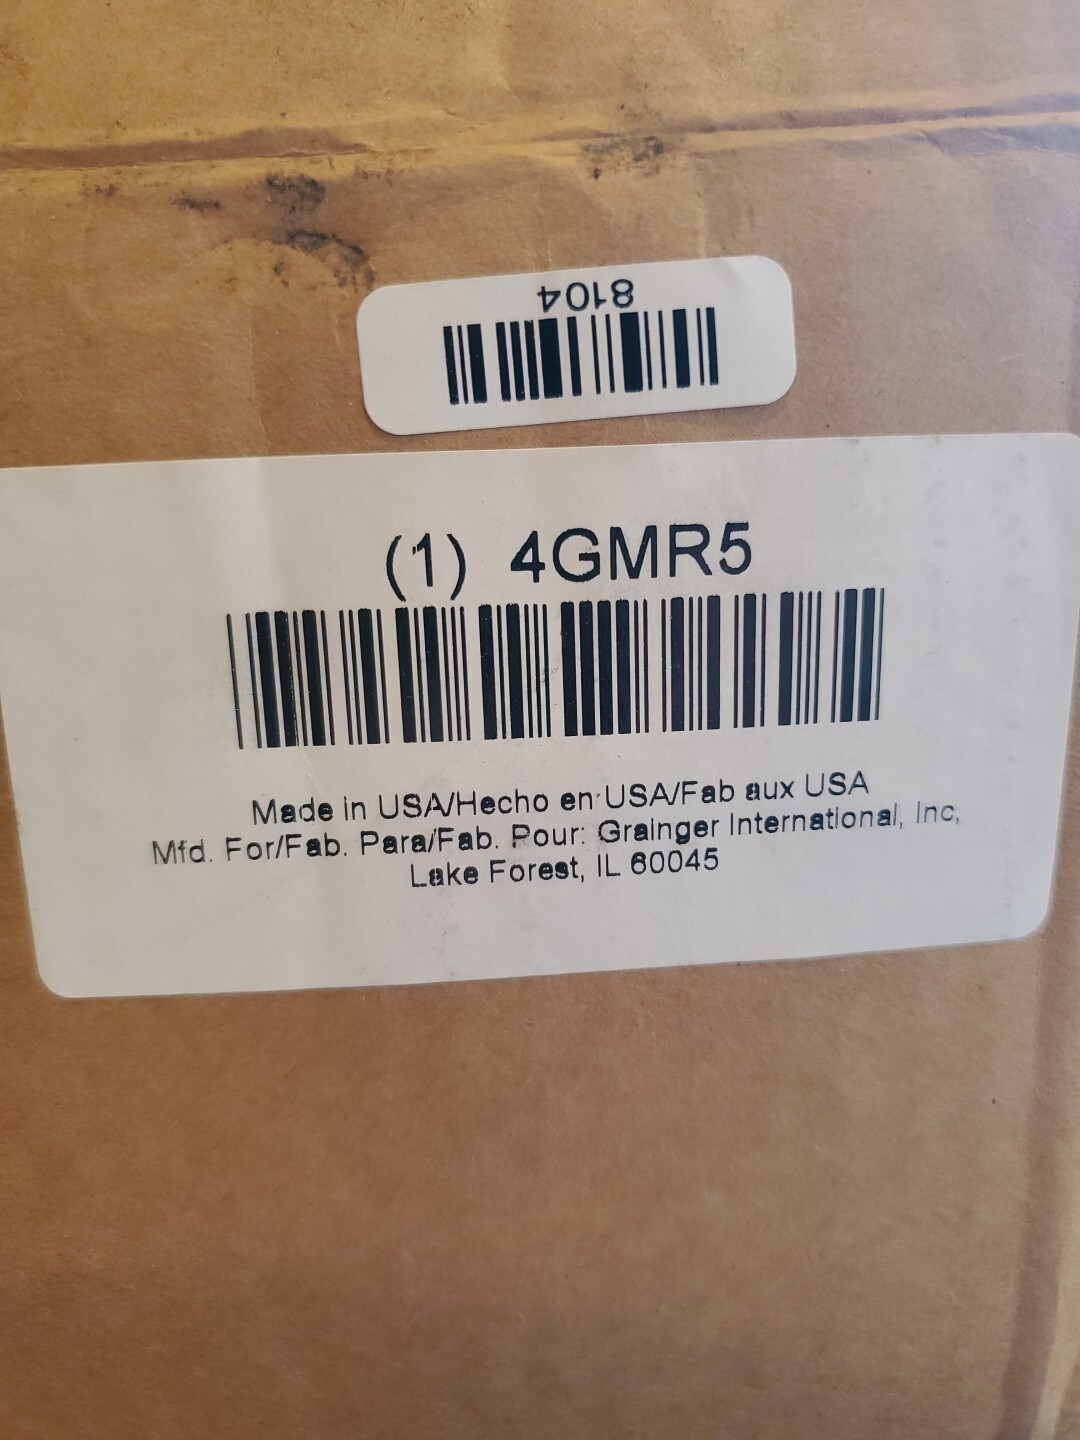 8104
(1) 4GMR5
Made in USA/Hecho en USA/Fab aux USA
Mfd. For/Fab. Para/Fab. Pour: Grainger International, Inc,
Lake Forest, IL 60045